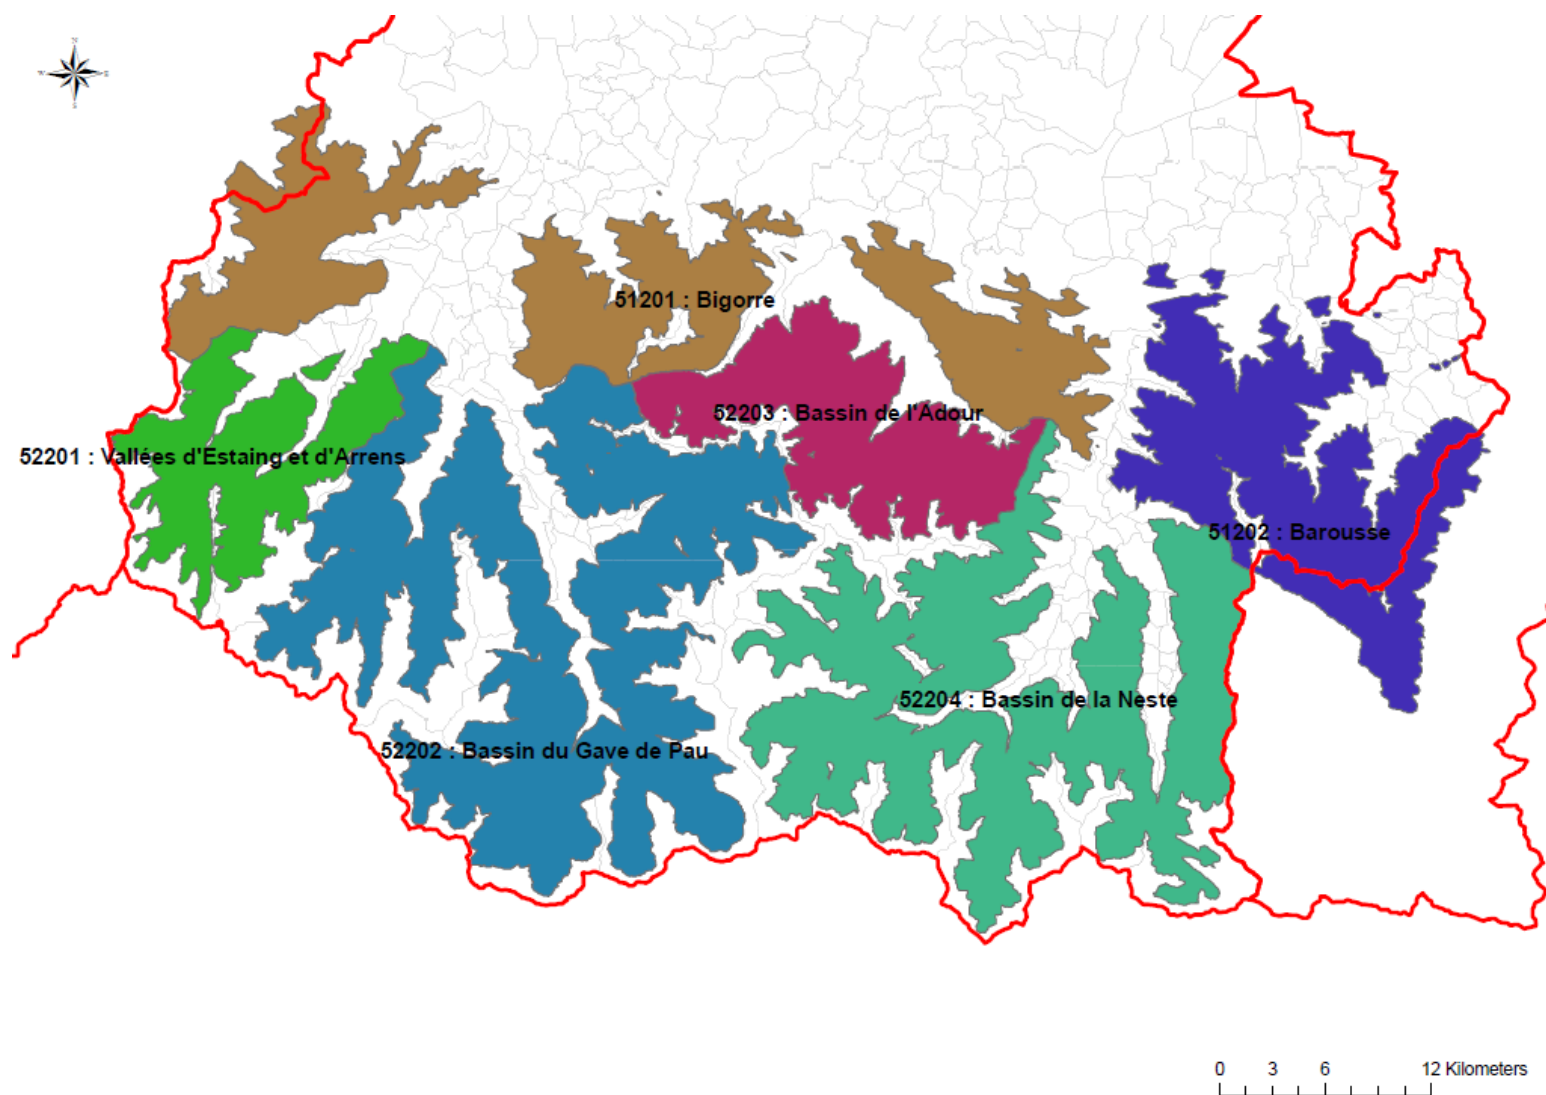 N
W
E
S
51201 : Bigorre
52203 : Bassin de l'Adour
52201 : Vallées d'Estaing et d'Arrens
51202 : Barousse
52204 : Bassin de la Neste
52202 : Bassin du Gave de Pau
0 3 6 12 Kilometers